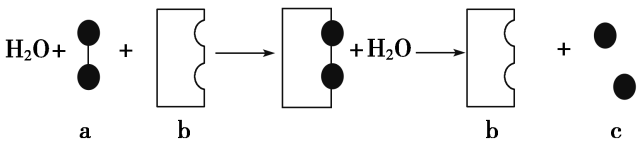 H₂O+ + +H₂O +
a b b c